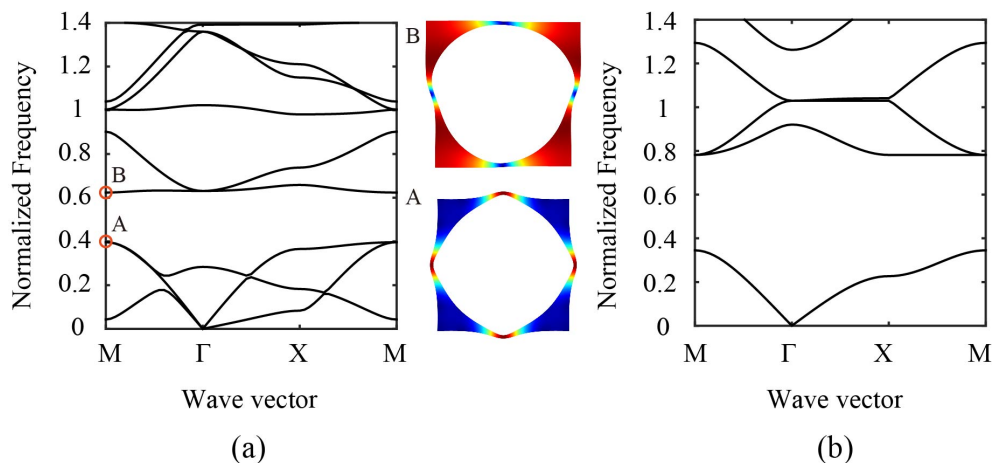 Normalized Frequency
1.4
1.2
1
0.8
0.6
0.4
0.2
0
B
A
M Γ X M
Wave vector
(a)
B
A
Normalized Frequency
1.4
1.2
1
0.8
0.6
0.4
0.2
0
M Γ X M
Wave vector
(b)